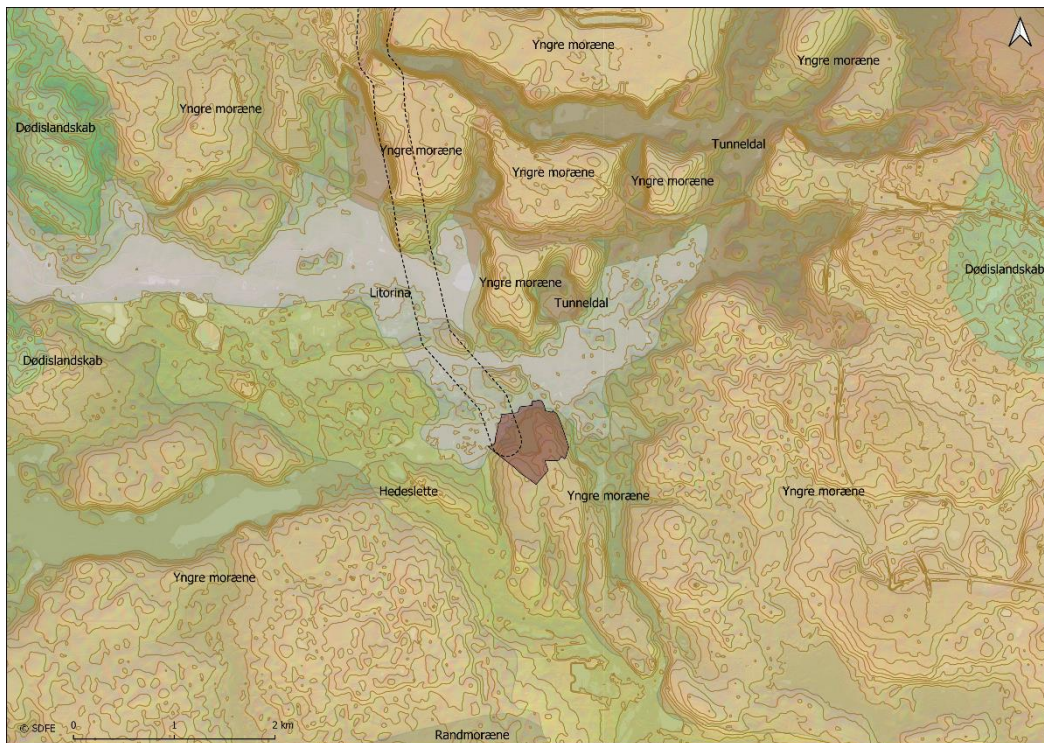 Yngre moræne
Yngre moræne
Yngre moræne
Dødislandskab
Tunneldal
Yngre moræne
Yngre moræne
Yngre moræne
Dødislandskab
Yngre moræne
Litorina
Tunneldal
Dødislandskab
Hedeslette
Yngre moræne
Yngre moræne
Yngre moræne
© SDFE
0 1 2 km
Randmoræne